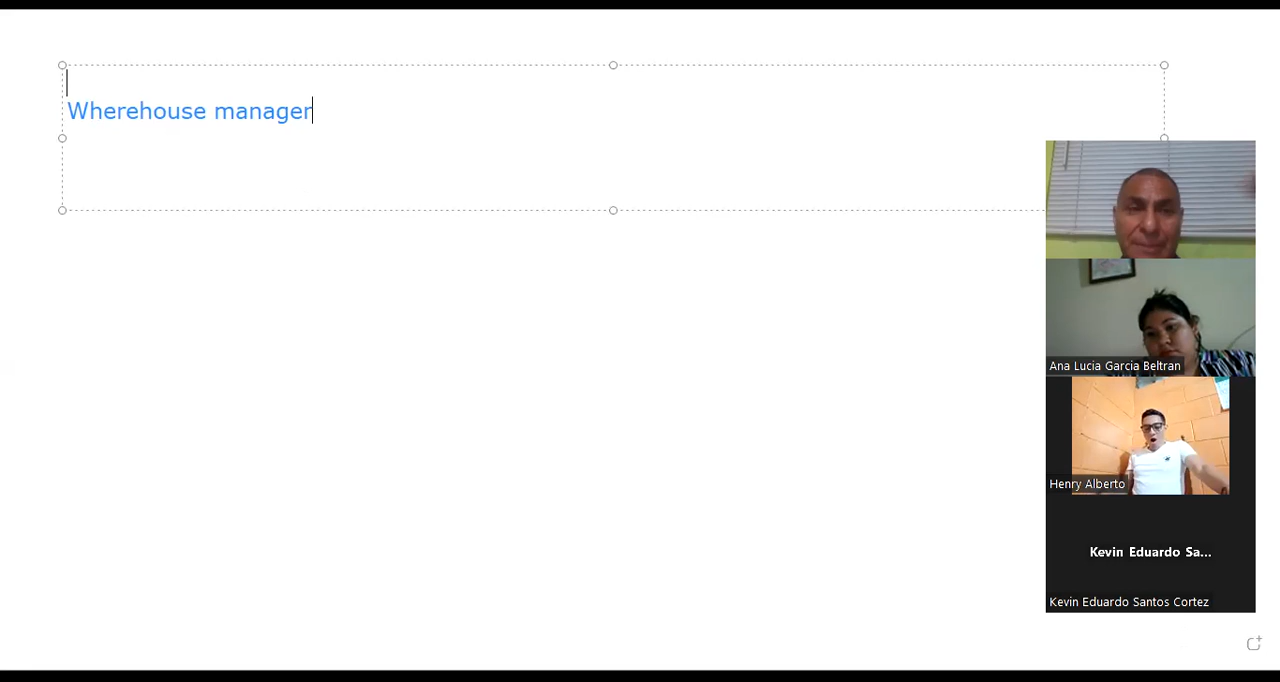 Wherehouse manager
Ana Lucia Garcia Beltran
Henry Alberto
Kevin Eduardo Sa...
Kevin Eduardo Santos Cortez